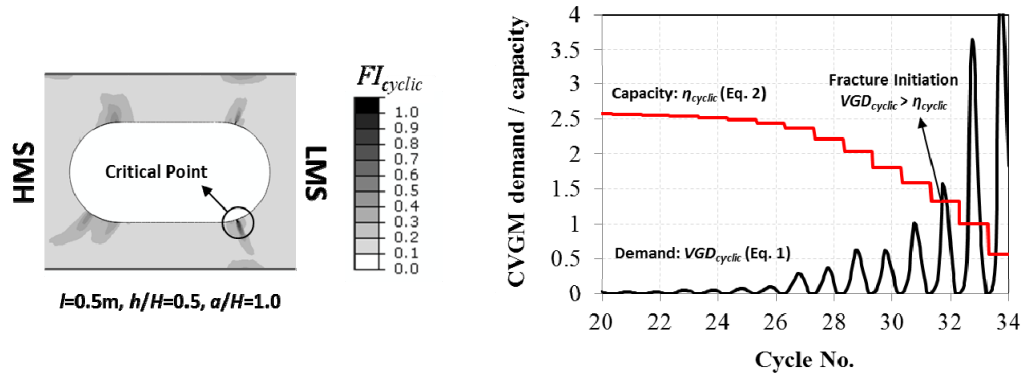 HMS
Critical Point
LMS
l=0.5m, h/H=0.5, a/H=1.0
FIcyclic
1.0
0.9
0.8
0.7
0.6
0.5
0.4
0.3
0.2
0.1
0.0
CVGM demand / capacity
4
3.5
3
2.5
2
1.5
1
0.5
0
Capacity: ηcyclic (Eq. 2)
Fracture Initiation
VGDcyclic > ηcyclic
Demand: VGDcyclic (Eq. 1)
20 22 24 26 28 30 32 34
Cycle No.